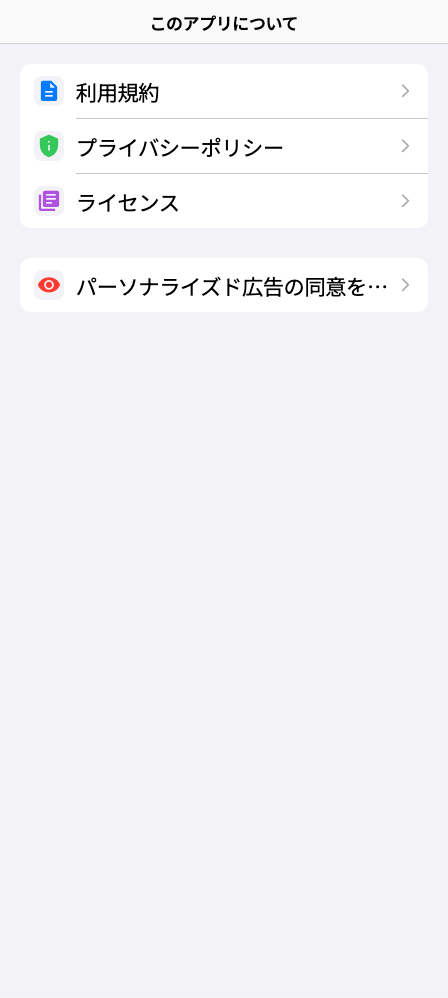 このアプリについて
利用規約
プライバシーポリシー
ライセンス
パーソナライズド広告の同意を…